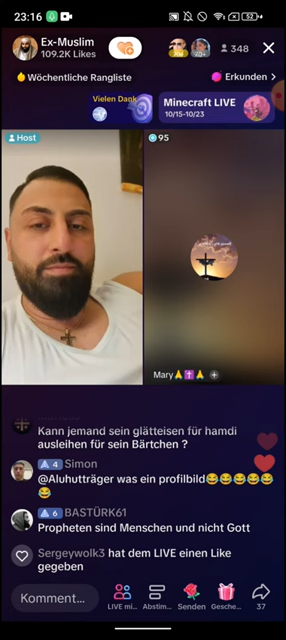 23:16
52
Ex-Muslim
109.2K Likes
348
Wöchentliche Rangliste
Erkunden >
Vielen Dank
Minecraft LIVE
10/15-10/23
Host
95
Mary🙏✝️🙏
Kann jemand sein glätteisen für hamdi
ausleihen für sein Bärtchen ?
4 Simon
@Aluhutträger was ein profilbild😂😂😂😂😂
😂
6 BASTÜRK61
Propheten sind Menschen und nicht Gott
Sergeywolk3 hat dem LIVE einen Like
gegeben
Komment...
LIVE mi...
Abstim...
Senden
Gesche...
37